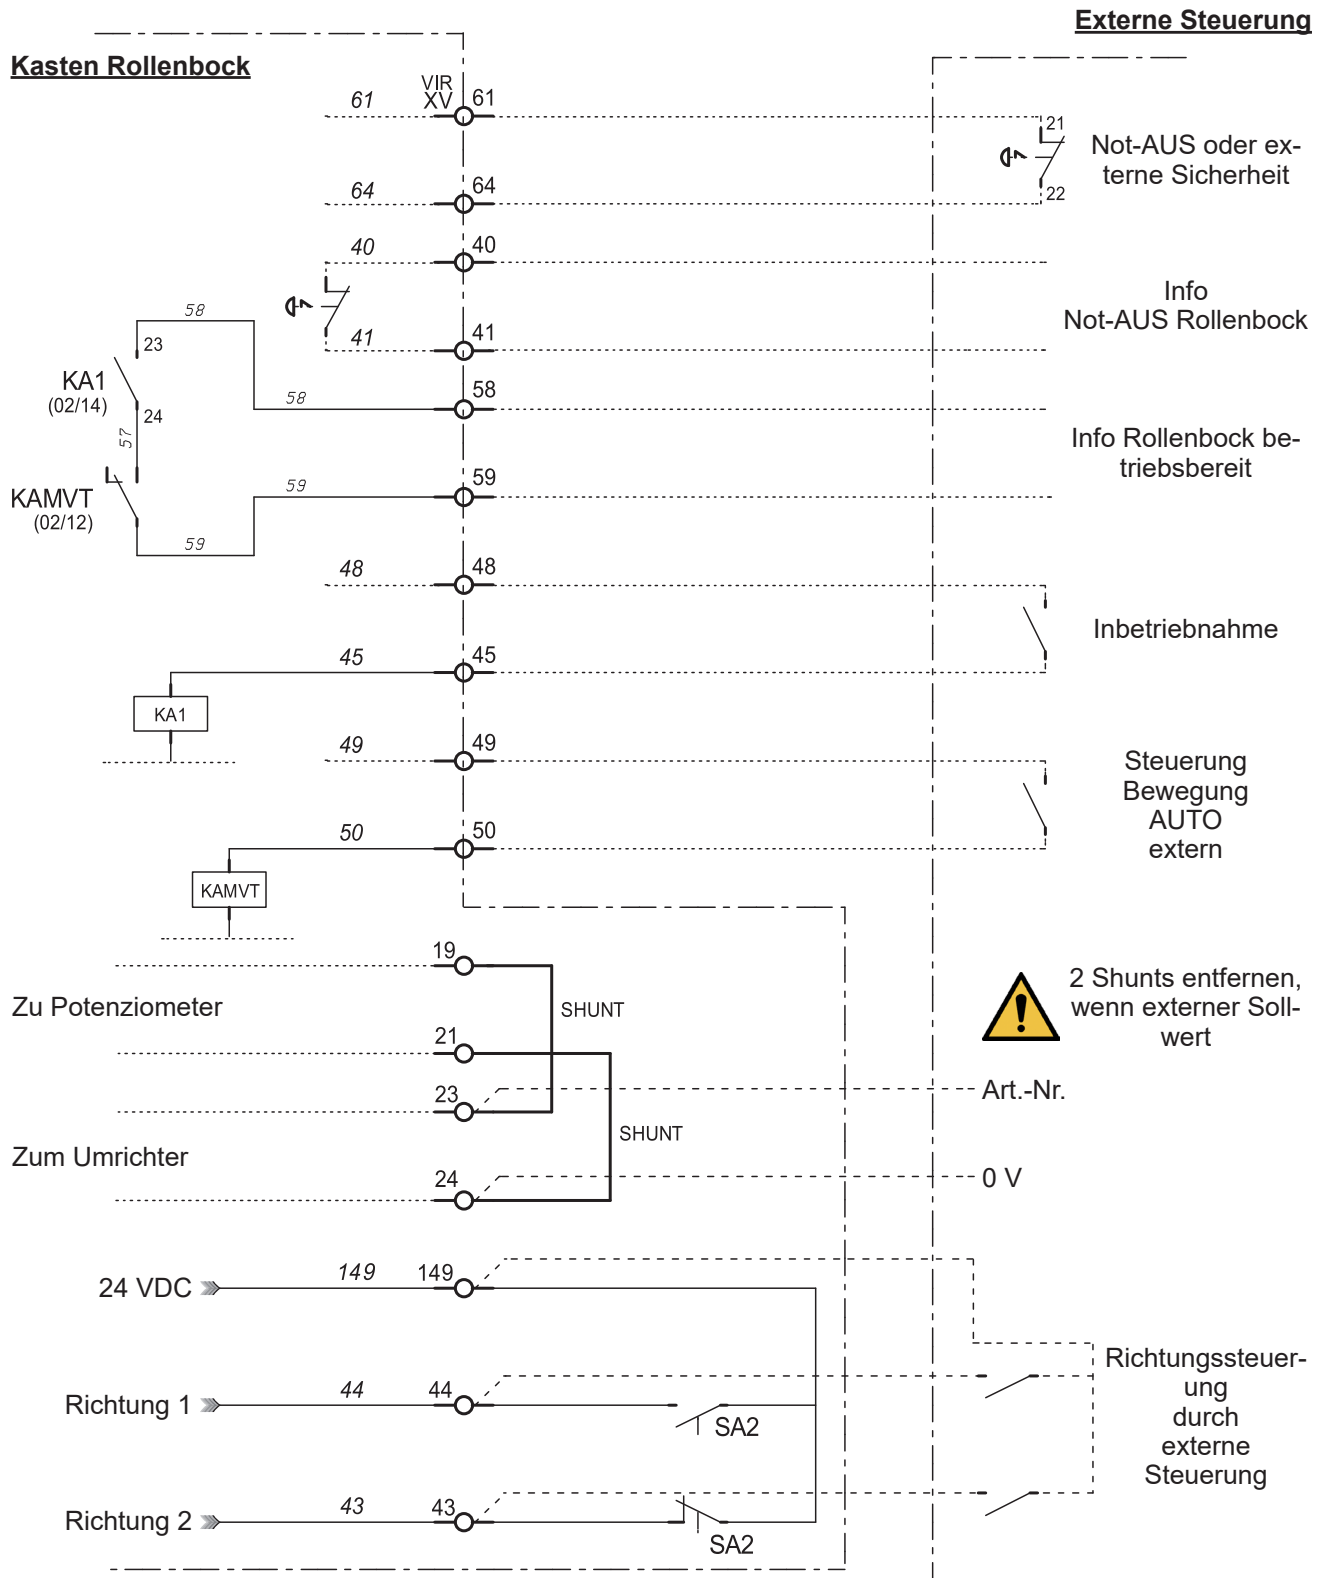 Externe Steuerung
Kasten Rollenbock
VIR
XV
61
61
21
22
Not-AUS oder ex-
terne Sicherheit
64
64
40
40
Info
Not-AUS Rollenbock
41
41
58
23
KA1
(02/14)
24
57
58
58
KAMVT
(02/12)
59
59
59
Info Rollenbock be-
triebsbereit
48
48
Inbetriebnahme
45
45
KA1
49
49
Steuerung
Bewegung
AUTO
extern
50
50
KAMVT
19
Zu Potenziometer
SHUNT
2 Shunts entfernen,
wenn externer Soll-
wert
21
23
Art.-Nr.
SHUNT
Zum Umrichter
24
0 V
24 VDC
149
149
Richtung 1
44
44
SA2
Richtungssteuer-
ung
durch
externe
Steuerung
Richtung 2
43
43
SA2